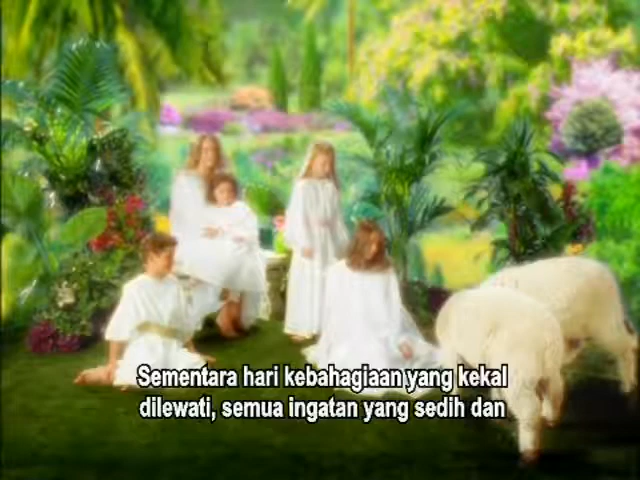 Sementara hari kebahagiaan yang kekal
dilewati, semua ingatan yang sedih dan